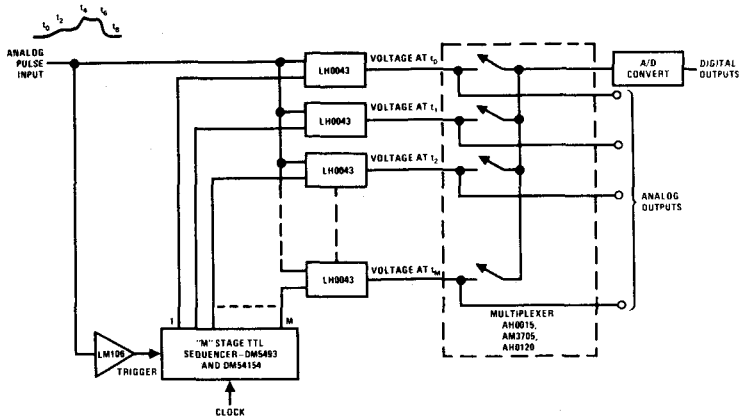 t0 t2 t4 t6 t8
ANALOG
PULSE
INPUT
LH0043
VOLTAGE AT t0
LH0043
VOLTAGE AT t1
LH0043
VOLTAGE AT t2
LH0043
VOLTAGE AT tM
A/D
CONVERT
DIGITAL
OUTPUTS
ANALOG
OUTPUTS
MULTIPLEXER
AH0015,
AM3705,
AH0120
1
M
LM106
TRIGGER
"M" STAGE TTL
SEQUENCER–DM5493
AND DM54154
CLOCK